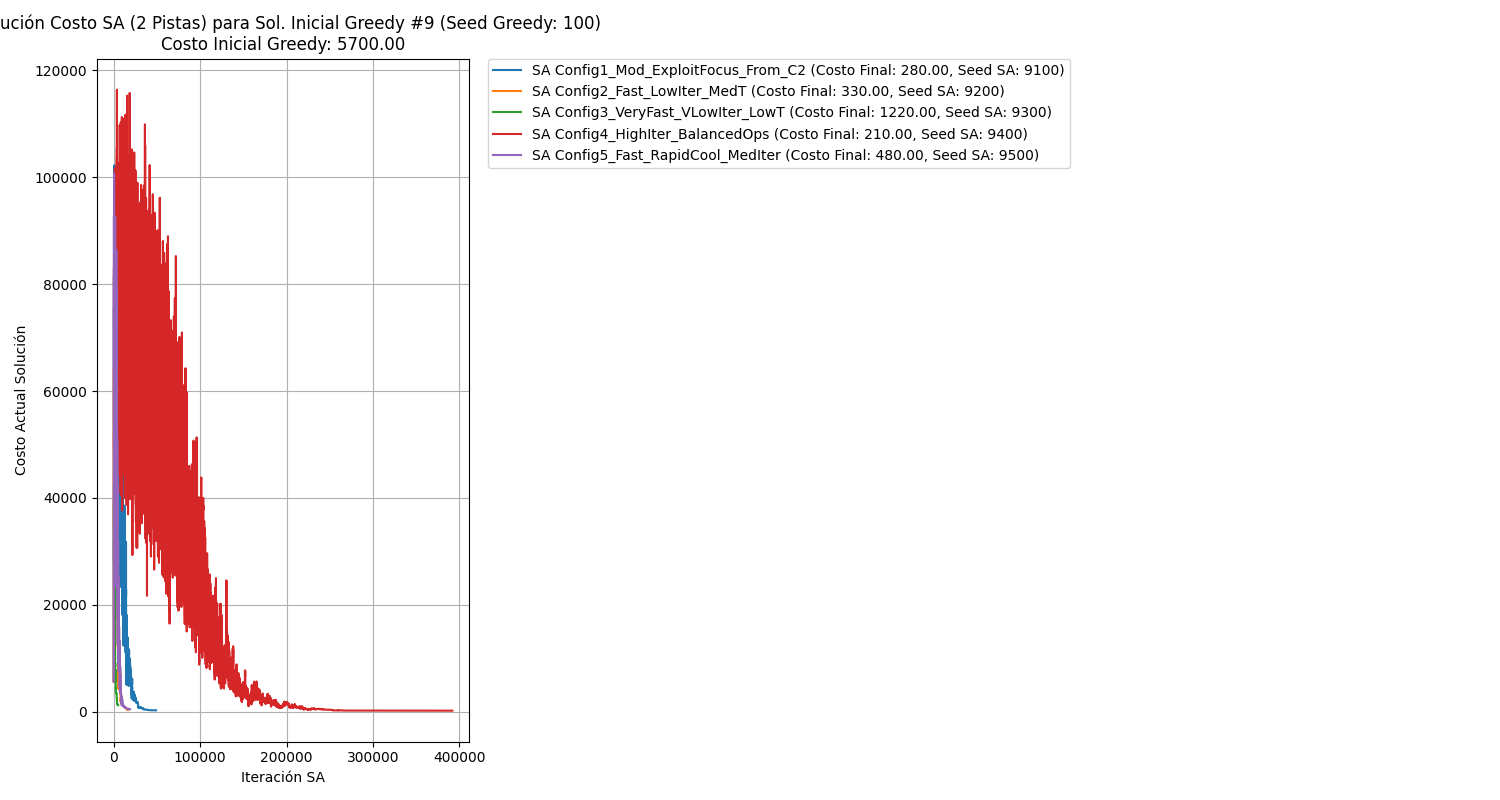 ución Costo SA (2 Pistas) para Sol. Inicial Greedy #9 (Seed Greedy: 100)
Costo Inicial Greedy: 5700.00
SA Config1_Mod_ExploitFocus_From_C2 (Costo Final: 280.00, Seed SA: 9100)
SA Config2_Fast_LowIter_MedT (Costo Final: 330.00, Seed SA: 9200)
SA Config3_VeryFast_VLowIter_LowT (Costo Final: 1220.00, Seed SA: 9300)
SA Config4_HighIter_BalancedOps (Costo Final: 210.00, Seed SA: 9400)
SA Config5_Fast_RapidCool_MedIter (Costo Final: 480.00, Seed SA: 9500)
Costo Actual Solución
120000
100000
80000
60000
40000
20000
0
0 100000 200000 300000 400000
Iteración SA